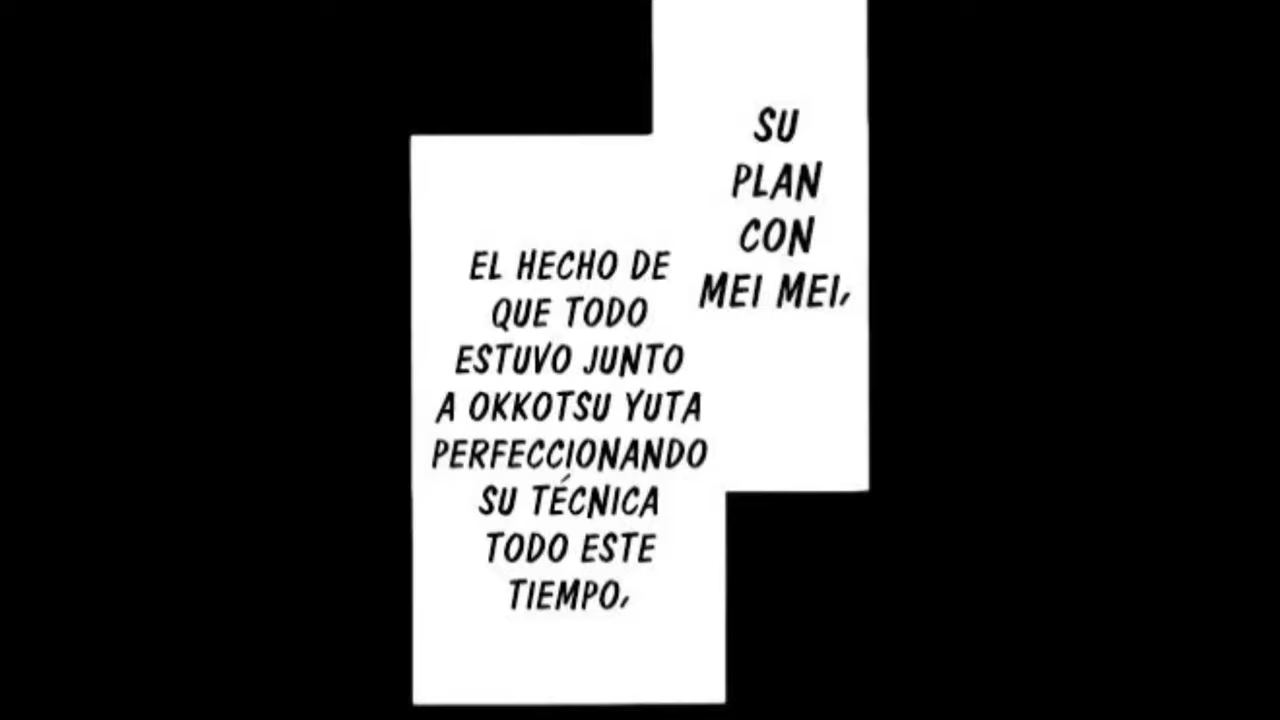 SU
PLAN
CON
MEI MEI,
EL HECHO DE
QUE TODO
ESTUVO JUNTO
A OKKOTSU YUTA
PERFECCIONANDO
SU TÉCNICA
TODO ESTE
TIEMPO,